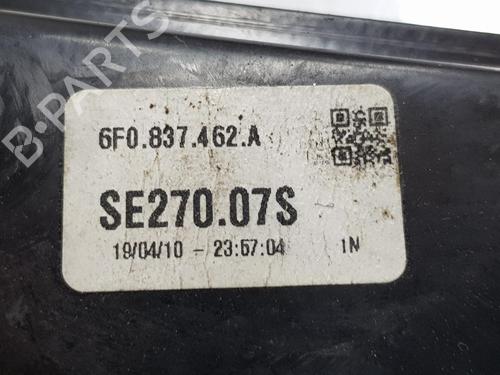 B-PARTS
6F0.837.462.A
SE270.07S
19/04/10 - 23:57:04 1N